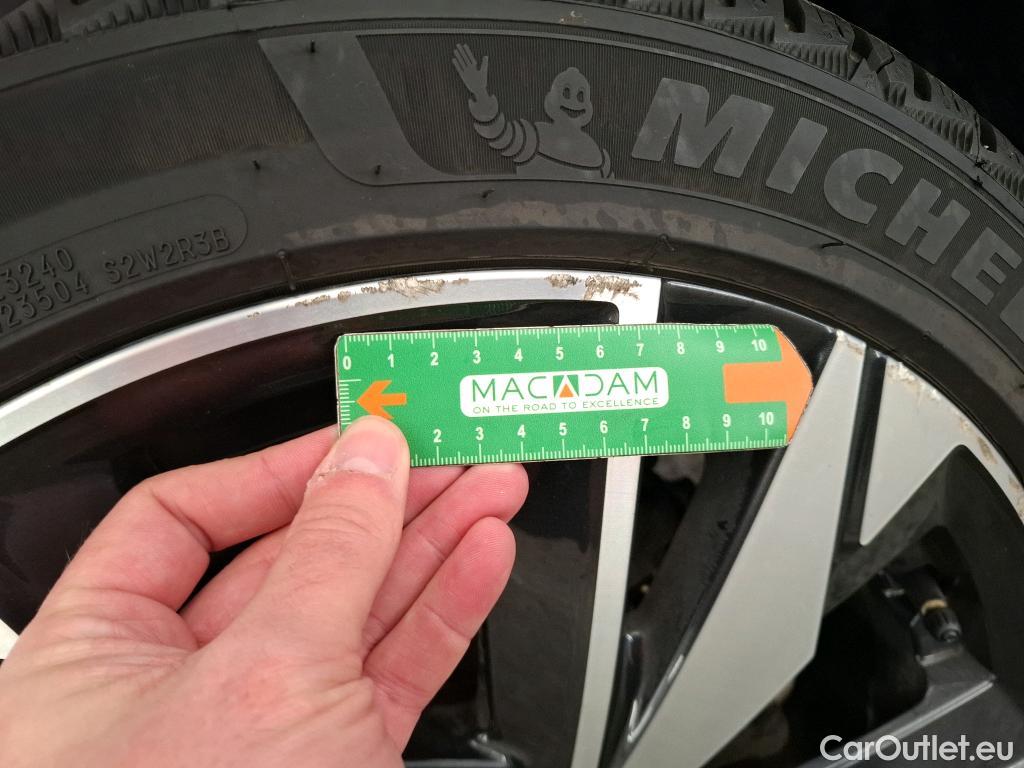 MICHE
3240
23504 S2W2R3B
0 1 2 3 4 5 6 7 8 9 10
MACADAM
ON THE ROAD TO EXCELLENCE
2 3 4 5 6 7 8 9 10
CarOutlet.eu